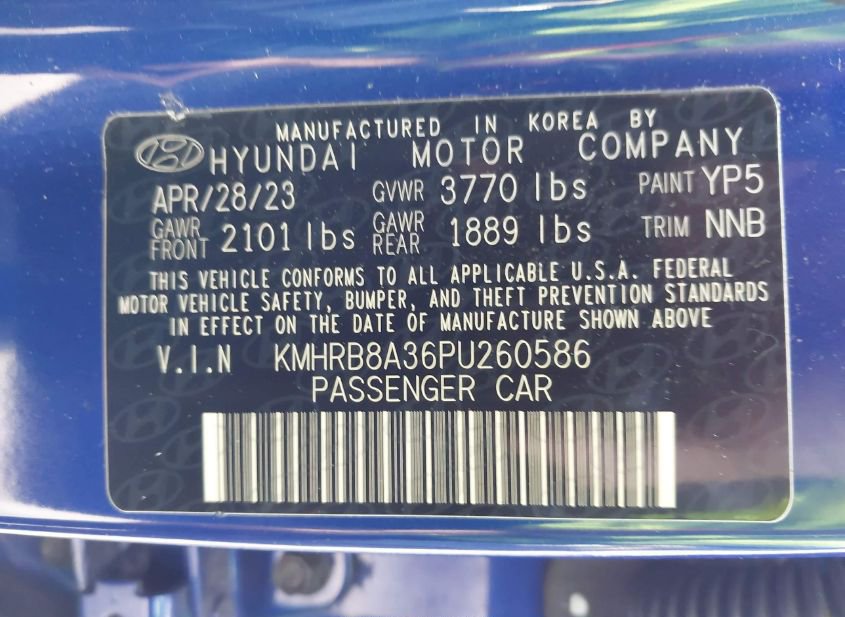 MANUFACTURED IN KOREA BY
HYUNDAI MOTOR COMPANY
APR/28/23 GVWR 3770 lbs PAINT YP5
GAWR FRONT 2101 lbs GAWR REAR 1889 lbs TRIM NNB
THIS VEHICLE CONFORMS TO ALL APPLICABLE U.S.A. FEDERAL
MOTOR VEHICLE SAFETY, BUMPER, AND THEFT PREVENTION STANDARDS
IN EFFECT ON THE DATE OF MANUFACTURE SHOWN ABOVE
V.I.N KMHRB8A36PU260586
PASSENGER CAR